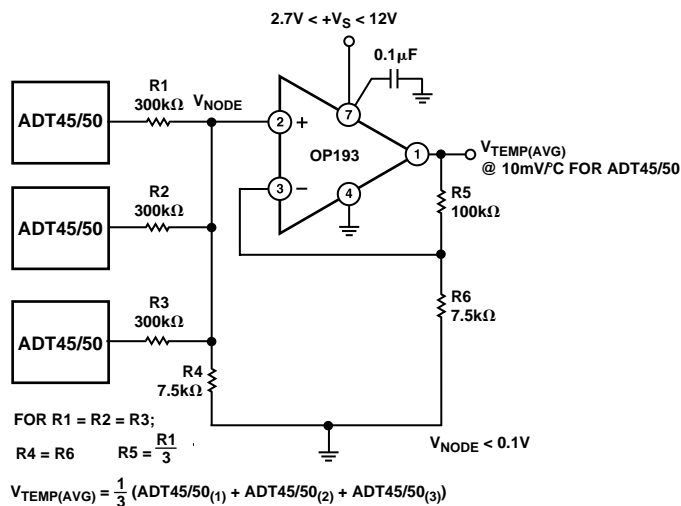 2.7V < +VS < 12V
0.1μF
R1
300kΩ
VNODE
ADT45/50
2
+
7
OP193
1
VTEMP(AVG)
@ 10mV/°C FOR ADT45/50
3
−
4
R5
100kΩ
R2
300kΩ
ADT45/50
R6
7.5kΩ
R3
300kΩ
ADT45/50
R4
7.5kΩ
FOR R1 = R2 = R3;
VNODE < 0.1V
R4 = R6 R5 = R1/3
VTEMP(AVG) = 1/3 (ADT45/50(1) + ADT45/50(2) + ADT45/50(3))